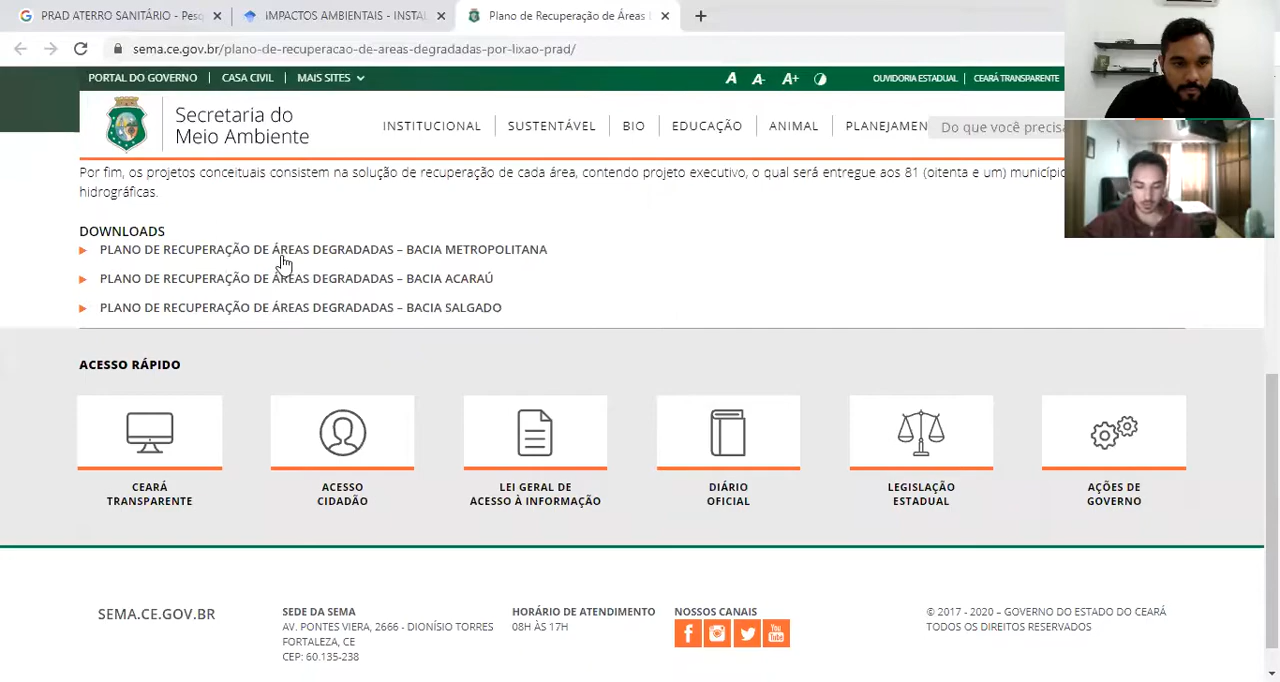 PRAD ATERRO SANITÁRIO - Pesq
IMPACTOS AMBIENTAIS - INSTAL
Plano de Recuperação de Áreas
sema.ce.gov.br/plano-de-recuperacao-de-areas-degradadas-por-lixao-prad/
PORTAL DO GOVERNO
CASA CIVIL
MAIS SITES
A
A-
A+
OUVIDORIA ESTADUAL
CEARÁ TRANSPARENTE
Secretaria do
Meio Ambiente
INSTITUCIONAL
SUSTENTÁVEL
BIO
EDUCAÇÃO
ANIMAL
PLANEJAMEN
Do que você precisa
Por fim, os projetos conceituais consistem na solução de recuperação de cada área, contendo projeto executivo, o qual será entregue aos 81 (oitenta e um) municíp
hidrográficas.
DOWNLOADS
PLANO DE RECUPERAÇÃO DE ÁREAS DEGRADADAS – BACIA METROPOLITANA
PLANO DE RECUPERAÇÃO DE ÁREAS DEGRADADAS – BACIA ACARAÚ
PLANO DE RECUPERAÇÃO DE ÁREAS DEGRADADAS – BACIA SALGADO
ACESSO RÁPIDO
CEARÁ
TRANSPARENTE
ACESSO
CIDADÃO
LEI GERAL DE
ACESSO À INFORMAÇÃO
DIÁRIO
OFICIAL
LEGISLAÇÃO
ESTADUAL
AÇÕES DE
GOVERNO
SEMA.CE.GOV.BR
SEDE DA SEMA
AV. PONTES VIERA, 2666 - DIONÍSIO TORRES
FORTALEZA, CE
CEP: 60.135-238
HORÁRIO DE ATENDIMENTO
08H ÀS 17H
NOSSOS CANAIS
You
Tube
© 2017 - 2020 – GOVERNO DO ESTADO DO CEARÁ
TODOS OS DIREITOS RESERVADOS